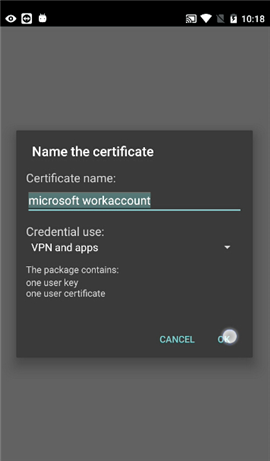 10:18
Name the certificate
Certificate name:
microsoft workaccount
Credential use:
VPN and apps
The package contains:
one user key
one user certificate
CANCEL OK